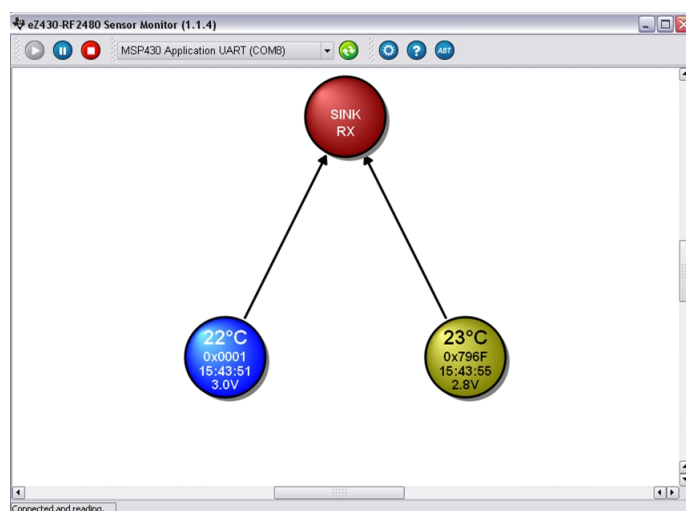 eZ430-RF2480 Sensor Monitor (1.1.4)
MSP430 Application UART (COM8)
ABT
SINK
RX
22°C
0x0001
15:43:51
3.0V
23°C
0x796F
15:43:55
2.8V
Connected and reading.